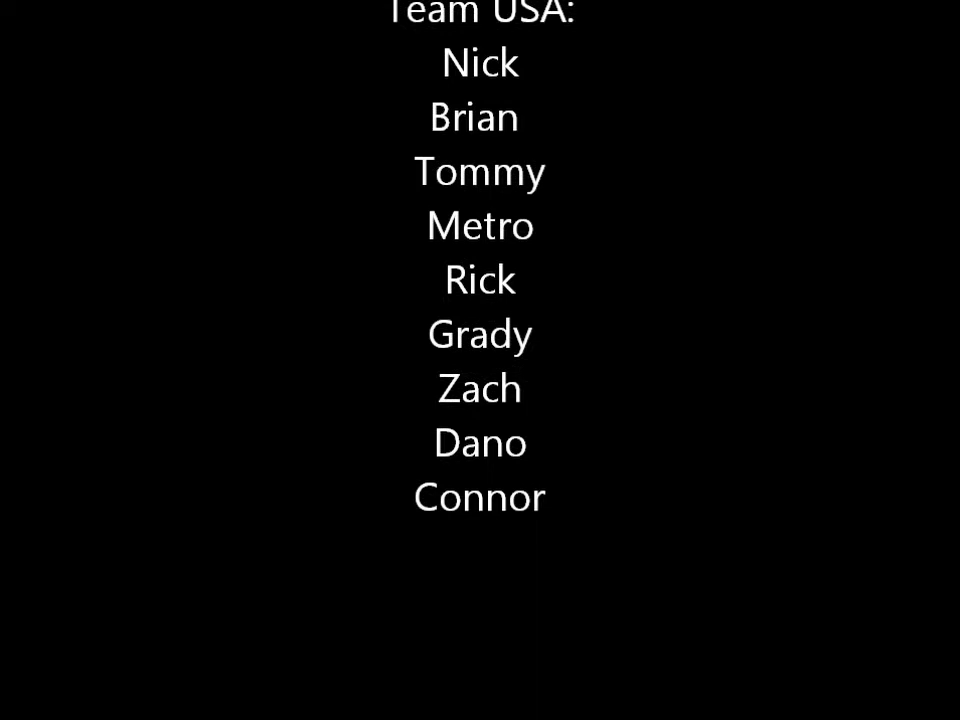 Team USA:
Nick
Brian
Tommy
Metro
Rick
Grady
Zach
Dano
Connor